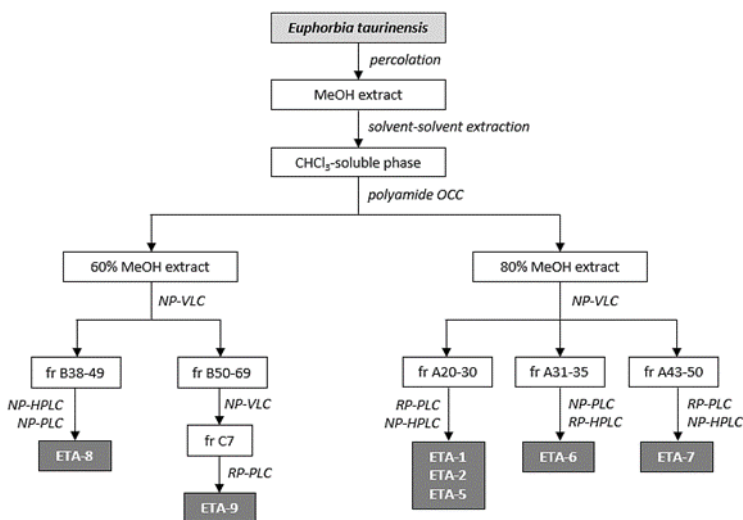 Euphorbia taurinensis
percolation
MeOH extract
solvent-solvent extraction
CHCl₃-soluble phase
polyamide OCC
60% MeOH extract
80% MeOH extract
NP-VLC
NP-VLC
fr B38-49
fr B50-69
fr A20-30
fr A31-35
fr A43-50
NP-HPLC
NP-PLC
NP-VLC
RP-PLC
NP-HPLC
NP-PLC
RP-HPLC
RP-PLC
NP-HPLC
ETA-8
fr C7
ETA-1
ETA-2
ETA-5
ETA-6
ETA-7
RP-PLC
ETA-9